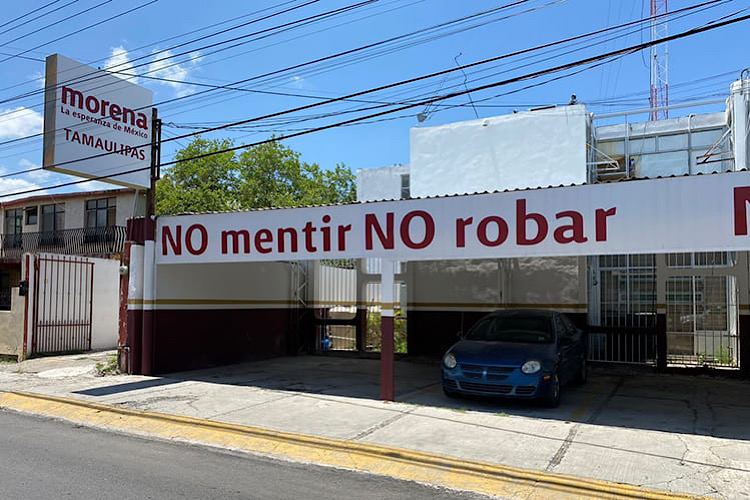 morena
La esperanza de México
TAMAULIPAS
NO mentir NO robar N